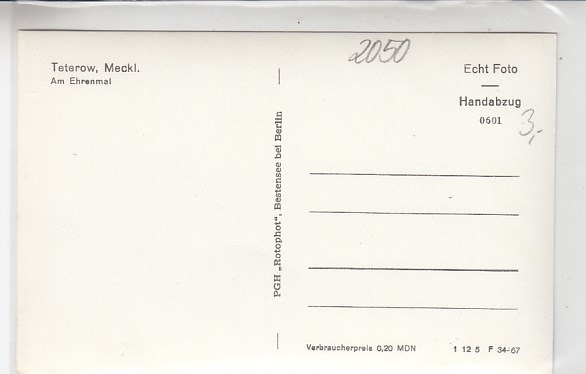 Teterow, Meckl.
Am Ehrenmal
PGH „Rotophot“, Bestensee bei Berlin
2050
Echt Foto
Handabzug
0601
3,-
Verbraucherpreis 0,20 MDN
1 12 5 F 34-67